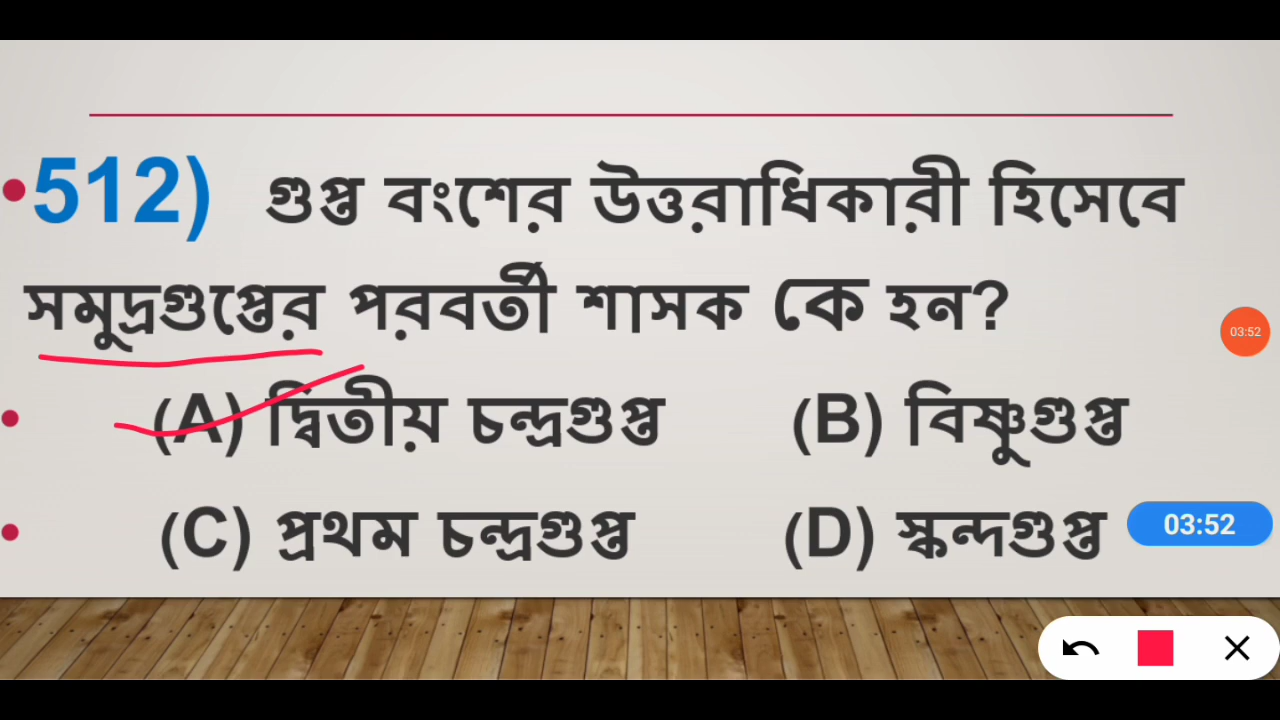 512) গুপ্ত বংশের উত্তরাধিকারী হিসেবে
সমুদ্রগুপ্তের পরবর্তী শাসক কে হন?
03:52
(A) দ্বিতীয় চন্দ্রগুপ্ত (B) বিষ্ণুগুপ্ত
(C) প্রথম চন্দ্রগুপ্ত (D) স্কন্দগুপ্ত
03:52